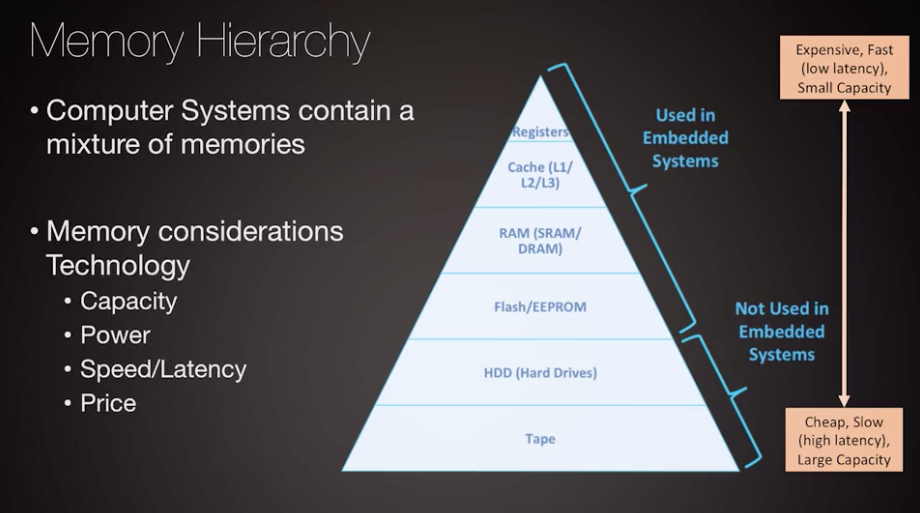 Memory Hierarchy
• Computer Systems contain a
mixture of memories
• Memory considerations
Technology
• Capacity
• Power
• Speed/Latency
• Price
Registers
Cache (L1/
L2/L3)
RAM (SRAM/
DRAM)
Flash/EEPROM
HDD (Hard Drives)
Tape
Used in
Embedded
Systems
Not Used in
Embedded
Systems
Expensive, Fast
(low latency),
Small Capacity
Cheap, Slow
(high latency),
Large Capacity